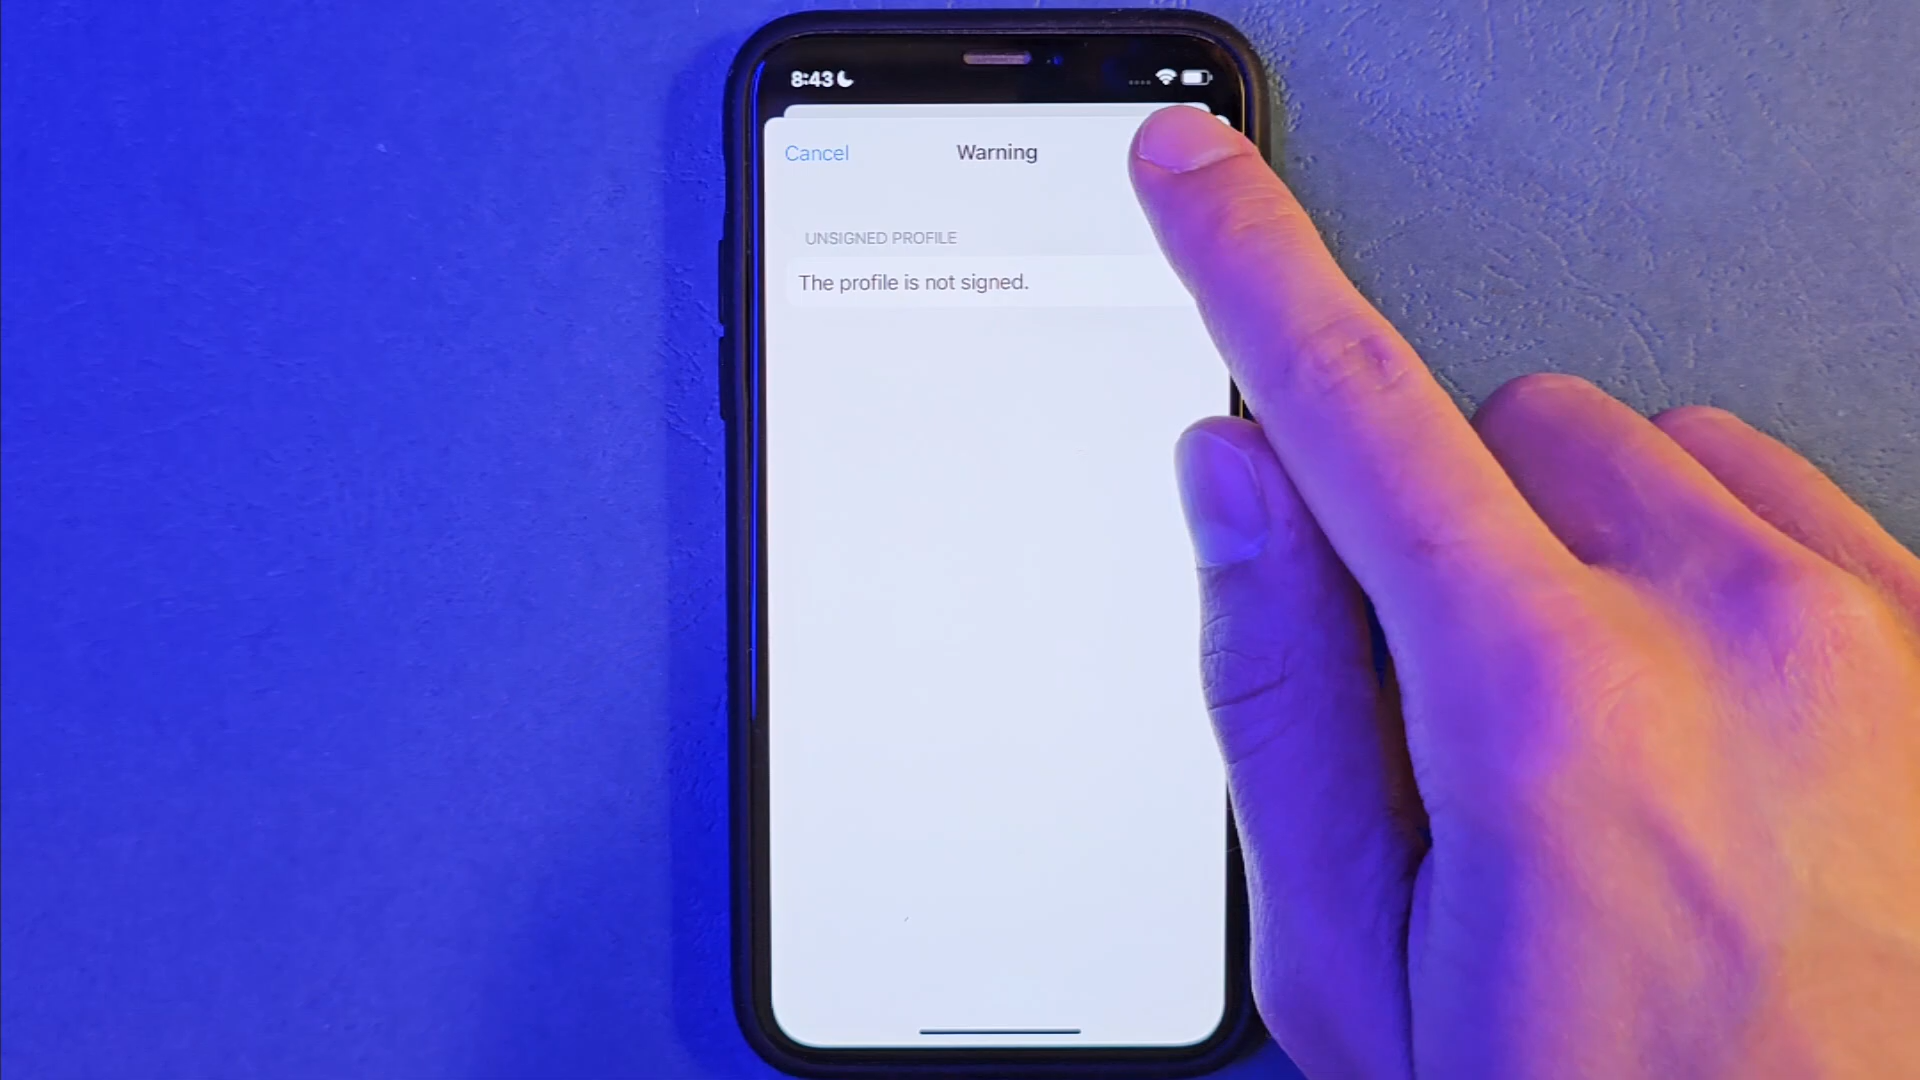 8:43
Cancel
Warning
UNSIGNED PROFILE
The profile is not signed.